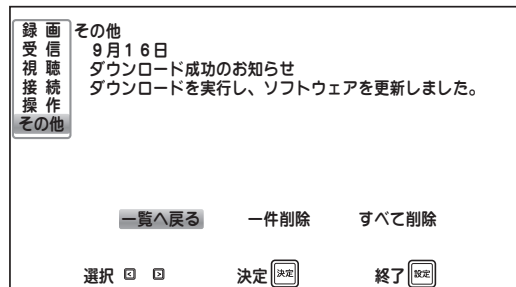 録 画
受 信
視 聴
接 続
操 作
その他
その他
９月１６日
ダウンロード成功のお知らせ
ダウンロードを実行し、ソフトウェアを更新しました。
一覧へ戻る 一件削除 すべて削除
選択 決定 決定 終了 設定